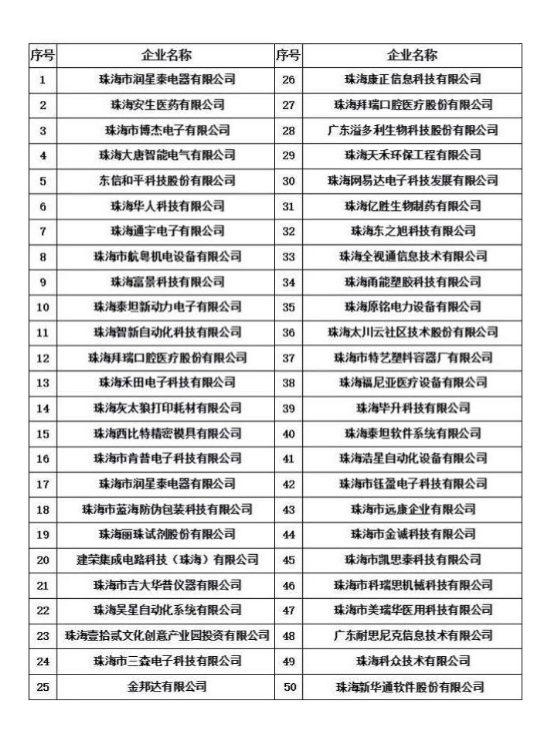 序号 企业名称 序号 企业名称
1 珠海市润星泰电器有限公司 26 珠海康正信息科技有限公司
2 珠海安生医药有限公司 27 珠海拜瑞口腔医疗股份有限公司
3 珠海市博杰电子有限公司 28 广东溢多利生物科技股份有限公司
4 珠海大唐智能电气有限公司 29 珠海天禾环保工程有限公司
5 东信和平科技股份有限公司 30 珠海网易达电子科技发展有限公司
6 珠海华人科技有限公司 31 珠海亿胜生物制药有限公司
7 珠海通宇电子有限公司 32 珠海东之旭科技有限公司
8 珠海市航粤机电设备有限公司 33 珠海全视通信息技术有限公司
9 珠海富景科技有限公司 34 珠海甬能塑胶科技有限公司
10 珠海泰坦新动力电子有限公司 35 珠海原铭电力设备有限公司
11 珠海智新自动化科技有限公司 36 珠海太川云社区技术股份有限公司
12 珠海拜瑞口腔医疗股份有限公司 37 珠海市特艺塑料容器厂有限公司
13 珠海禾田电子科技有限公司 38 珠海福尼亚医疗设备有限公司
14 珠海灰太狼打印耗材有限公司 39 珠海毕升科技有限公司
15 珠海西比特精密模具有限公司 40 珠海泰坦软件系统有限公司
16 珠海市肯普电子科技有限公司 41 珠海浩星自动化设备有限公司
17 珠海市润星泰电器有限公司 42 珠海市钰盈电子科技有限公司
18 珠海市蓝海防伪包装科技有限公司 43 珠海市远康企业有限公司
19 珠海丽珠试剂股份有限公司 44 珠海市金诚科技有限公司
20 建荣集成电路科技（珠海）有限公司 45 珠海市凯思泰科技有限公司
21 珠海市吉大华普仪器有限公司 46 珠海市科瑞思机械科技有限公司
22 珠海昊星自动化系统有限公司 47 珠海市美瑞华医用科技有限公司
23 珠海壹拾贰文化创意产业园投资有限公司 48 广东耐思尼克信息技术有限公司
24 珠海市三森电子科技有限公司 49 珠海科众技术有限公司
25 金邦达有限公司 50 珠海新华通软件股份有限公司